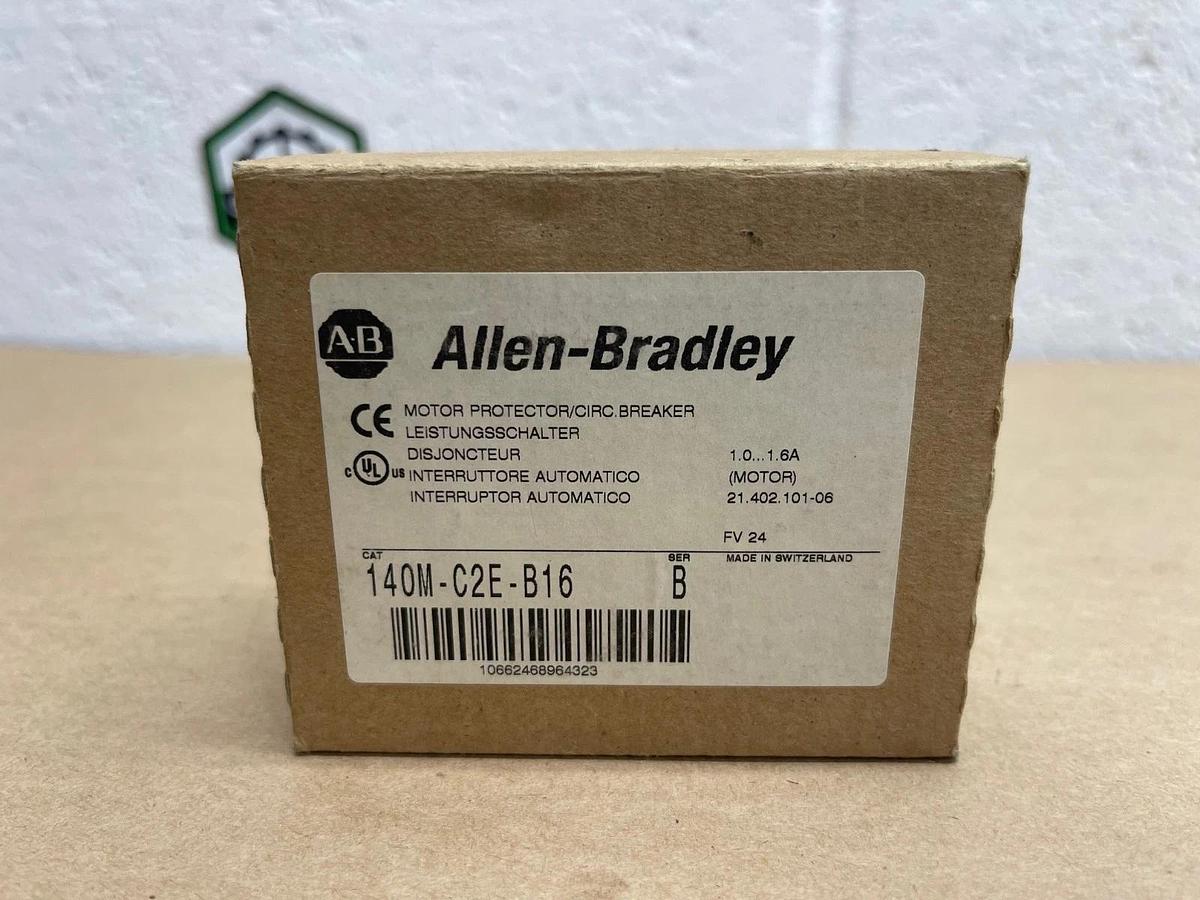 A-B Allen-Bradley
CE MOTOR PROTECTOR/CIRC.BREAKER
LEISTUNGSSCHALTER
DISJONCTEUR 1.0...1.6A
C UL US INTERRUTTORE AUTOMATICO (MOTOR)
INTERRUPTOR AUTOMATICO 21.402.101-06
FV 24
CAT SER MADE IN SWITZERLAND
140M-C2E-B16 B
10662468964323